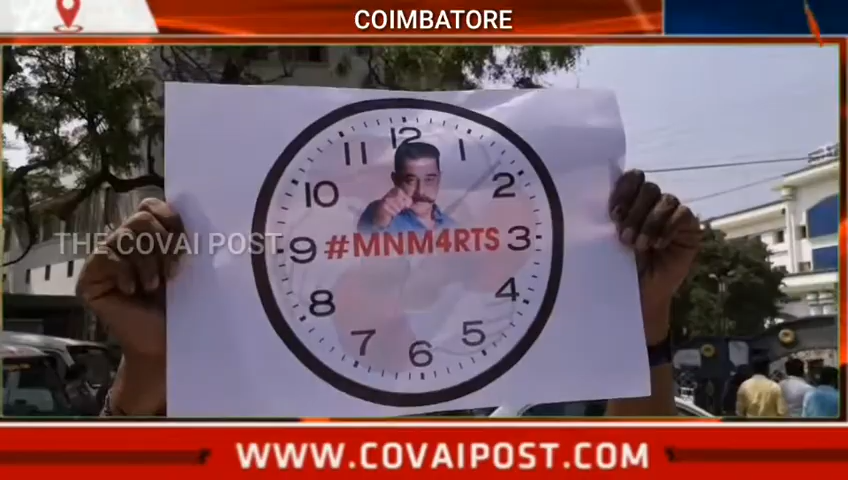 COIMBATORE
12
11 1
10 2
THE COVAI POST
9 #MNM4RTS 3
8 4
7 5
6
WWW.COVAIPOST.COM